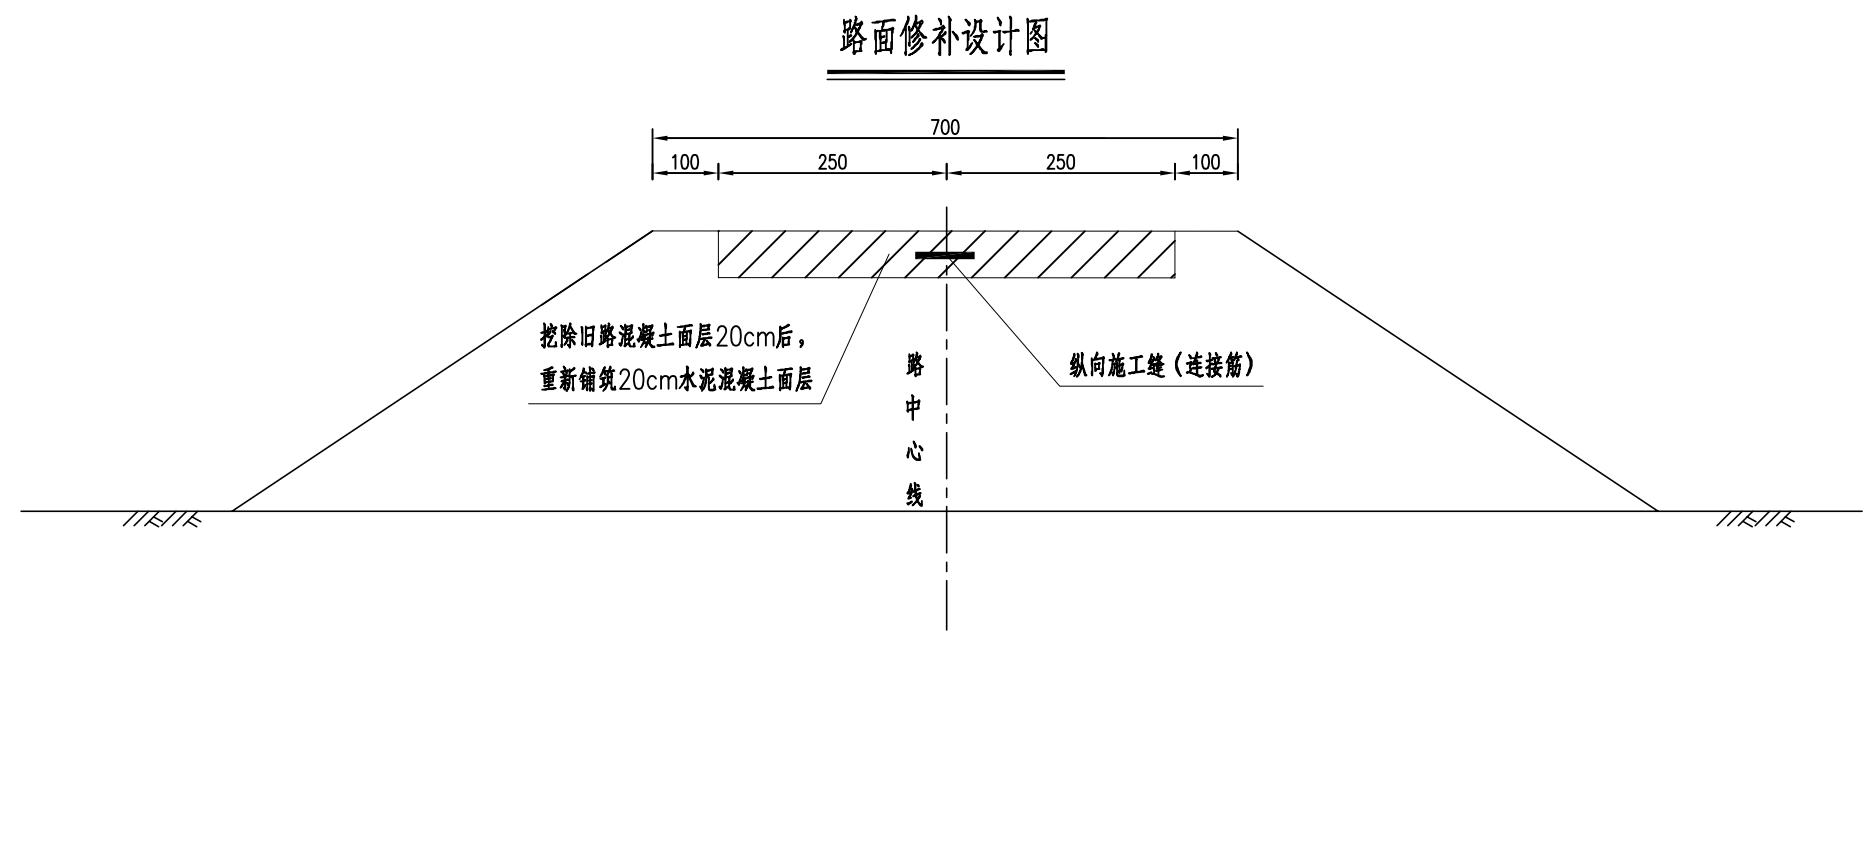 路面修补设计图
700
100 250 250 100
挖除旧路混凝土面层20cm后，
重新铺筑20cm水泥混凝土面层
路中心线
纵向施工缝（连接筋）